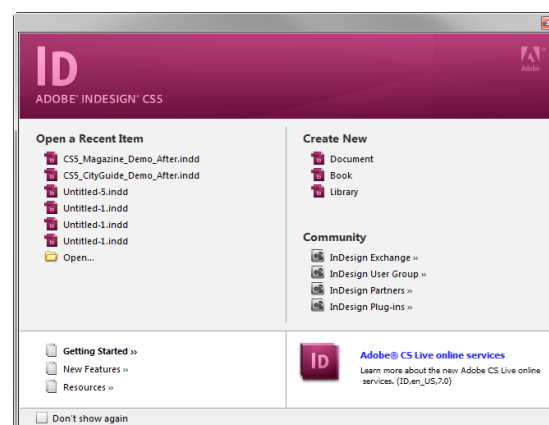 ID
ADOBE® INDESIGN® CS5
Adobe
Open a Recent Item
CS5_Magazine_Demo_After.indd
CS5_CityGuide_Demo_After.indd
Untitled-5.indd
Untitled-1.indd
Untitled-1.indd
Untitled-1.indd
Open...
Create New
Document
Book
Library
Community
InDesign Exchange »
InDesign User Group »
InDesign Partners »
InDesign Plug-ins »
Getting Started »
New Features »
Resources »
ID
Adobe® CS Live online services
Learn more about the new Adobe CS Live online
services. (ID,en_US,7.0)
Don't show again